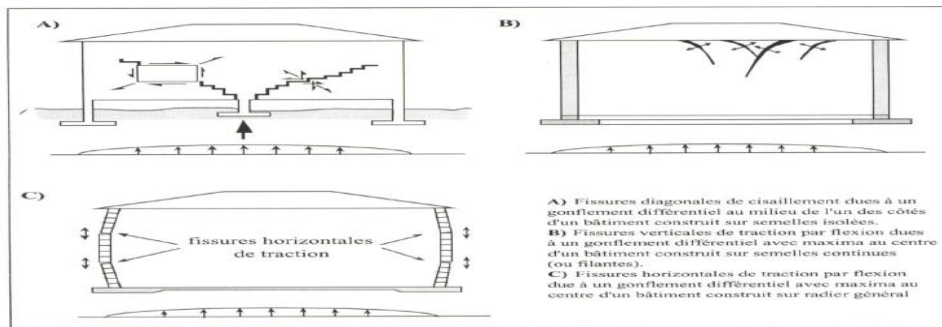 A)
B)
C)
fissures horizontales
de traction
A) Fissures diagonales de cisaillement dues à un
gonflement différentiel au milieu de l'un des côtés
d'un bâtiment construit sur semelles isolées.
B) Fissures verticales de traction par flexion dues
à un gonflement différentiel avec maxima au centre
d'un bâtiment construit sur semelles continues
(ou filantes).
C) Fissures horizontales de traction par flexion
due à un gonflement différentiel avec maxima au
centre d'un bâtiment construit sur radier général